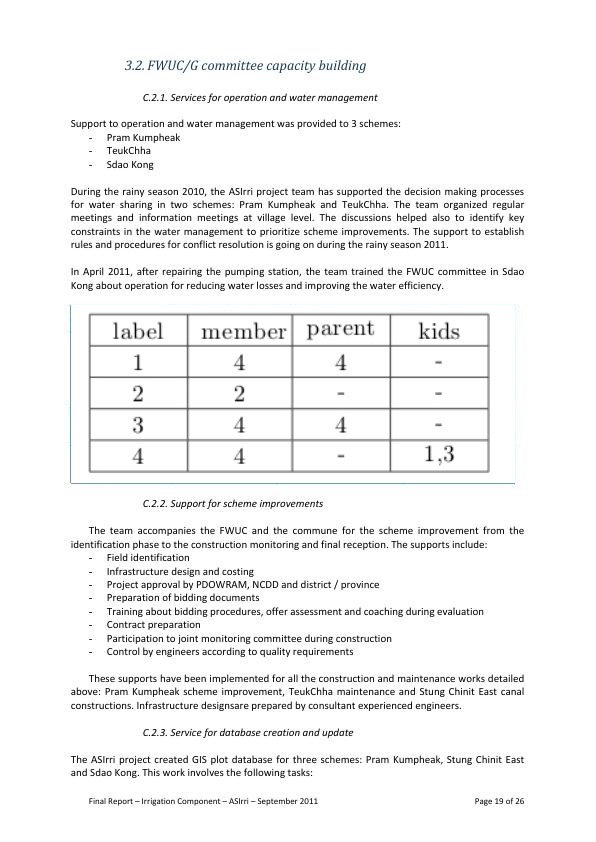 3.2. FWUC/G committee capacity building
C.2.1. Services for operation and water management
Support to operation and water management was provided to 3 schemes:
- Pram Kumpheak
- TeukChha
- Sdao Kong
During the rainy season 2010, the ASIrri project team has supported the decision making processes
for water sharing in two schemes: Pram Kumpheak and TeukChha. The team organized regular
meetings and information meetings at village level. The discussions helped also to identify key
constraints in the water management to prioritize scheme improvements. The support to establish
rules and procedures for conflict resolution is going on during the rainy season 2011.
In April 2011, after repairing the pumping station, the team trained the FWUC committee in Sdao
Kong about operation for reducing water losses and improving the water efficiency.
label member parent kids
1 4 4 -
2 2 - -
3 4 4 -
4 4 - 1,3
C.2.2. Support for scheme improvements
The team accompanies the FWUC and the commune for the scheme improvement from the
identification phase to the construction monitoring and final reception. The supports include:
- Field identification
- Infrastructure design and costing
- Project approval by PDOWRAM, NCDD and district / province
- Preparation of bidding documents
- Training about bidding procedures, offer assessment and coaching during evaluation
- Contract preparation
- Participation to joint monitoring committee during construction
- Control by engineers according to quality requirements
These supports have been implemented for all the construction and maintenance works detailed
above: Pram Kumpheak scheme improvement, TeukChha maintenance and Stung Chinit East canal
constructions. Infrastructure designsare prepared by consultant experienced engineers.
C.2.3. Service for database creation and update
The ASIrri project created GIS plot database for three schemes: Pram Kumpheak, Stung Chinit East
and Sdao Kong. This work involves the following tasks:
Final Report – Irrigation Component – ASIrri – September 2011 Page 19 of 26